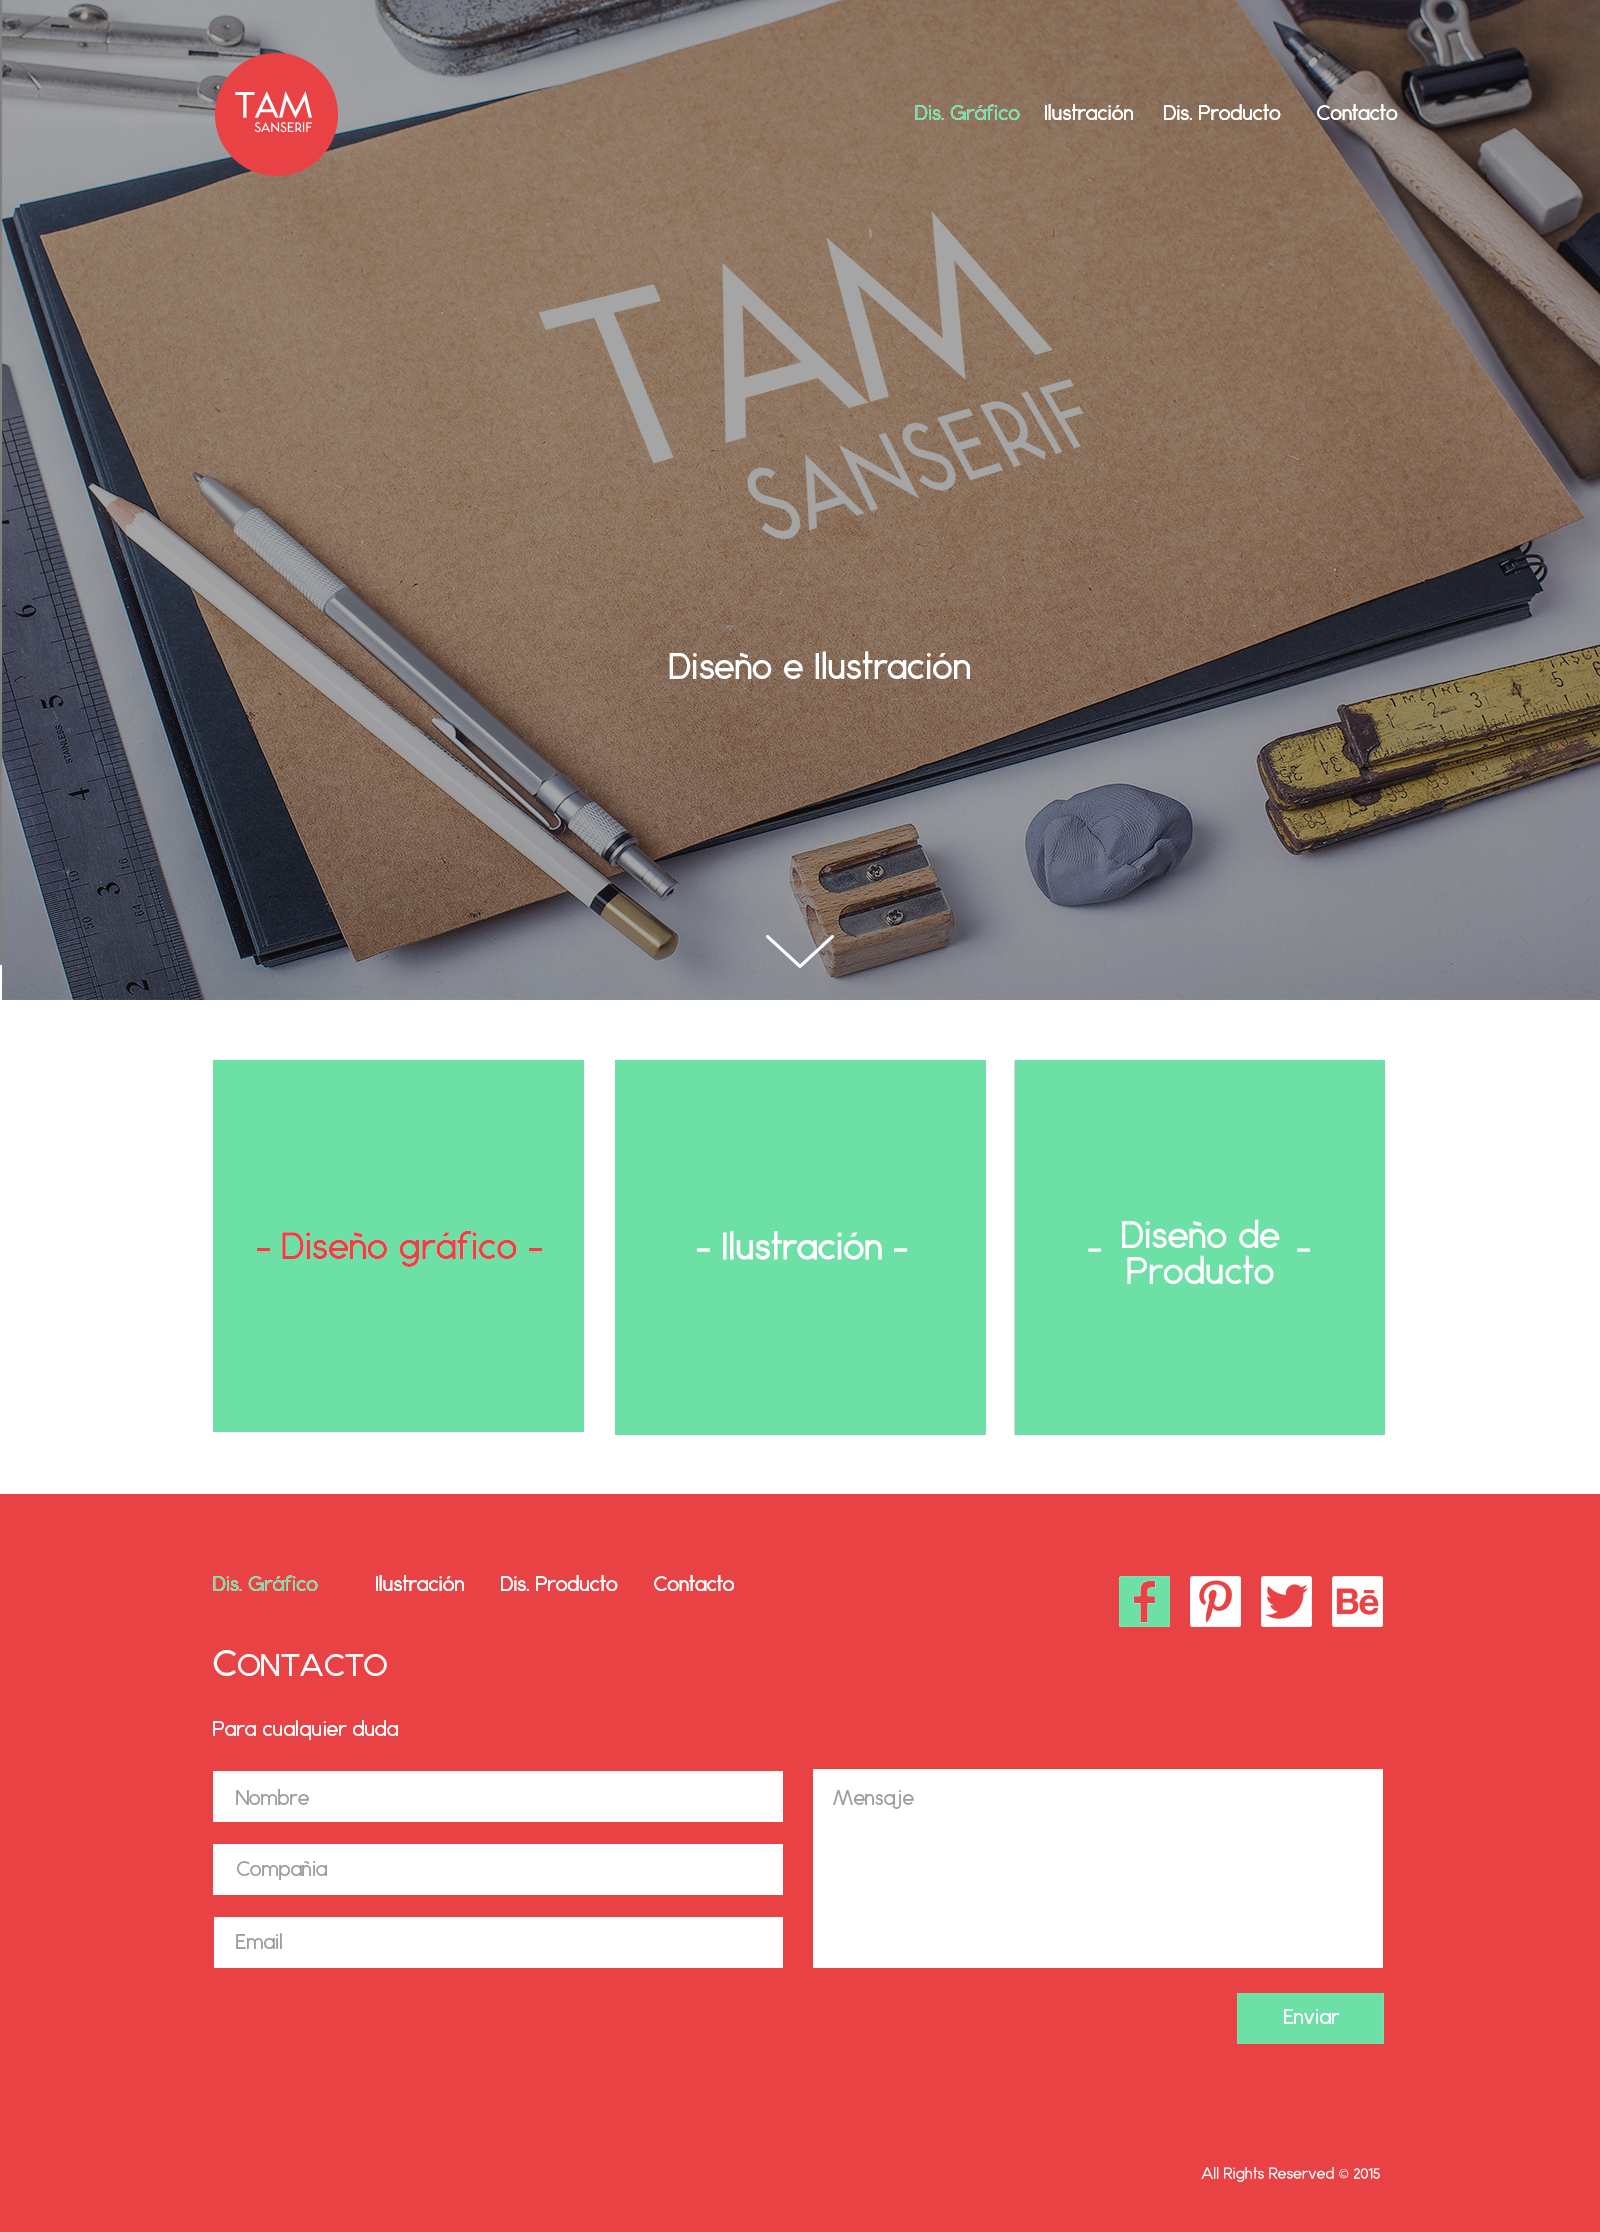 TAM
SANSERIF
Dis. Gráfico Ilustración Dis. Producto Contacto
TAM
SANSERIF
Diseño e Ilustración
STAINLESS
- Diseño gráfico -
- Ilustración -
- Diseño de
Producto -
Dis. Gráfico Ilustración Dis. Producto Contacto
CONTACTO
Para cualquier duda
Nombre
Mensaje
Compañia
Email
Enviar
All Rights Reserved © 2015